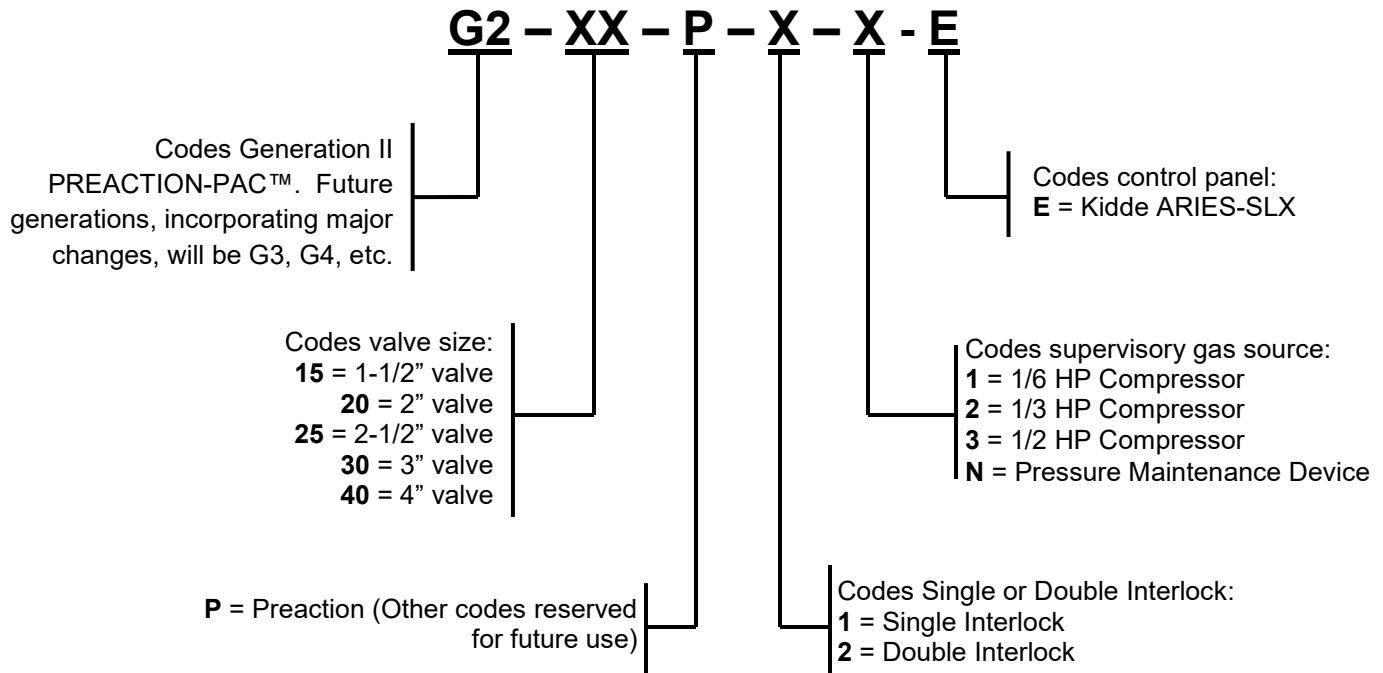 G2 – XX – P – X – X - E
Codes Generation II
PREACTION-PAC™. Future
generations, incorporating major
changes, will be G3, G4, etc.
Codes control panel:
E = Kidde ARIES-SLX
Codes valve size:
15 = 1-1/2” valve
20 = 2” valve
25 = 2-1/2” valve
30 = 3” valve
40 = 4” valve
Codes supervisory gas source:
1 = 1/6 HP Compressor
2 = 1/3 HP Compressor
3 = 1/2 HP Compressor
N = Pressure Maintenance Device
P = Preaction (Other codes reserved
for future use)
Codes Single or Double Interlock:
1 = Single Interlock
2 = Double Interlock